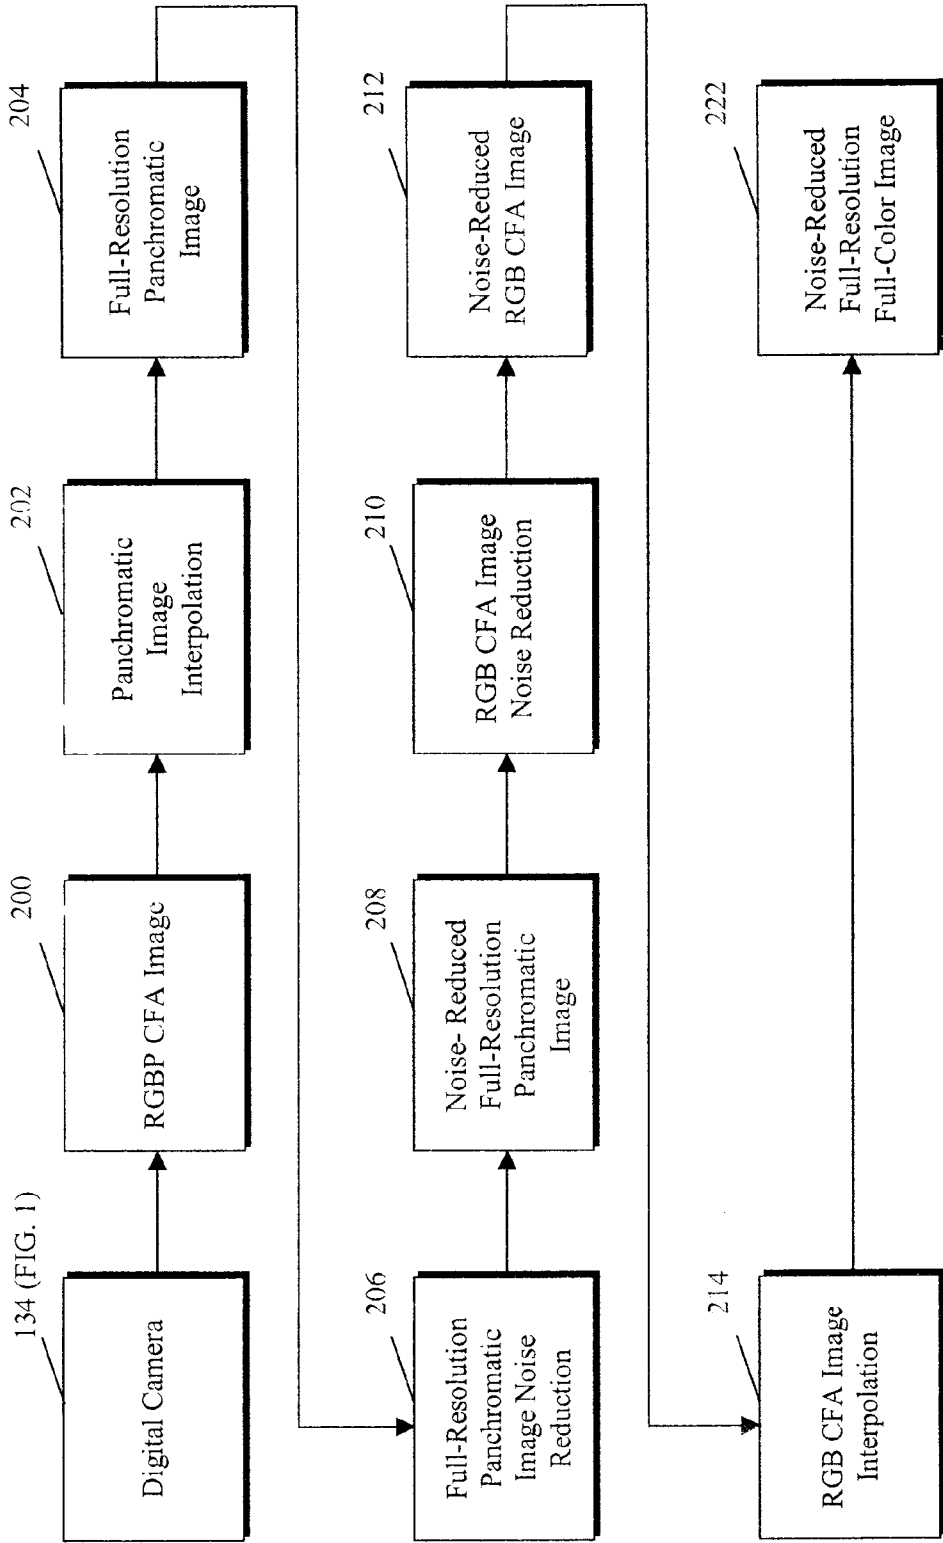 134 (FIG. 1)
Digital Camera
200
RGBP CFA Image
202
Panchromatic
Image
Interpolation
204
Full-Resolution
Panchromatic
Image
206
Full-Resolution
Panchromatic
Image Noise
Reduction
208
Noise- Reduced
Full-Resolution
Panchromatic
Image
210
RGB CFA Image
Noise Reduction
212
Noise-Reduced
RGB CFA Image
214
RGB CFA Image
Interpolation
222
Noise-Reduced
Full-Resolution
Full-Color Image